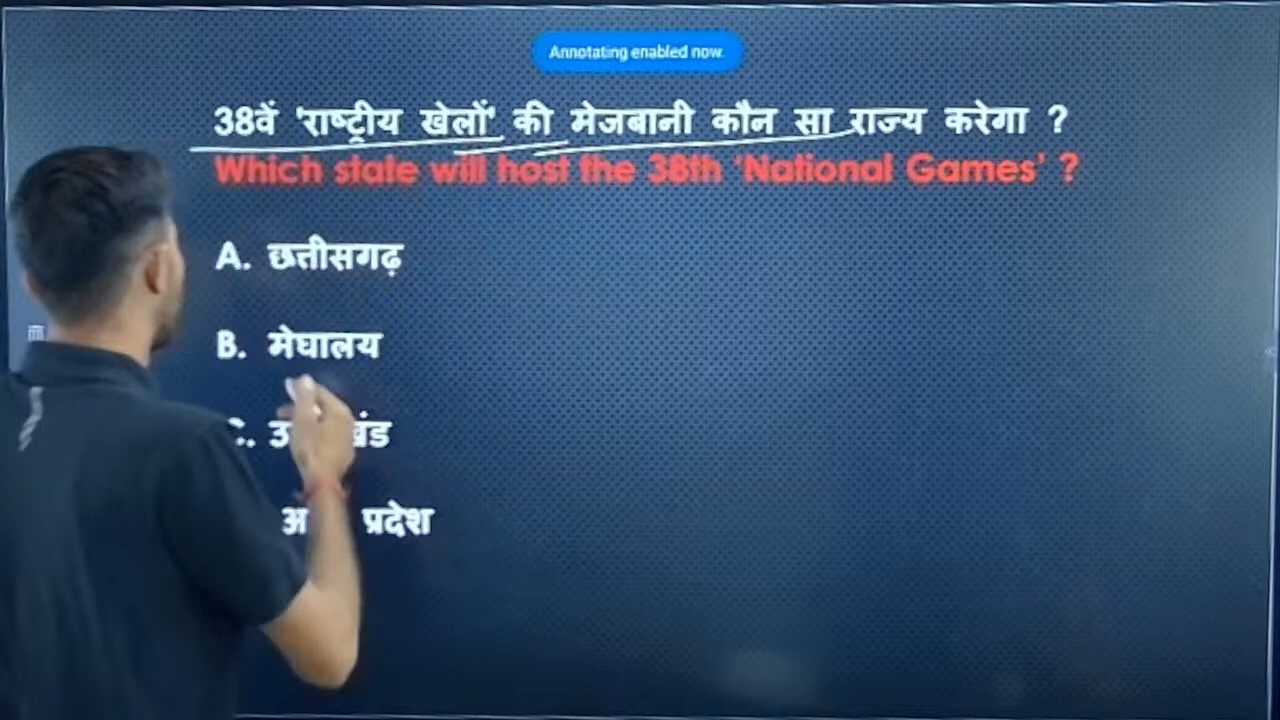 Annotating enabled now.
38वें 'राष्ट्रीय खेलों' की मेजबानी कौन सा राज्य करेगा ?
Which state will host the 38th ‘National Games’ ?
A. छत्तीसगढ़
B. मेघालय
C.
प्रदेश